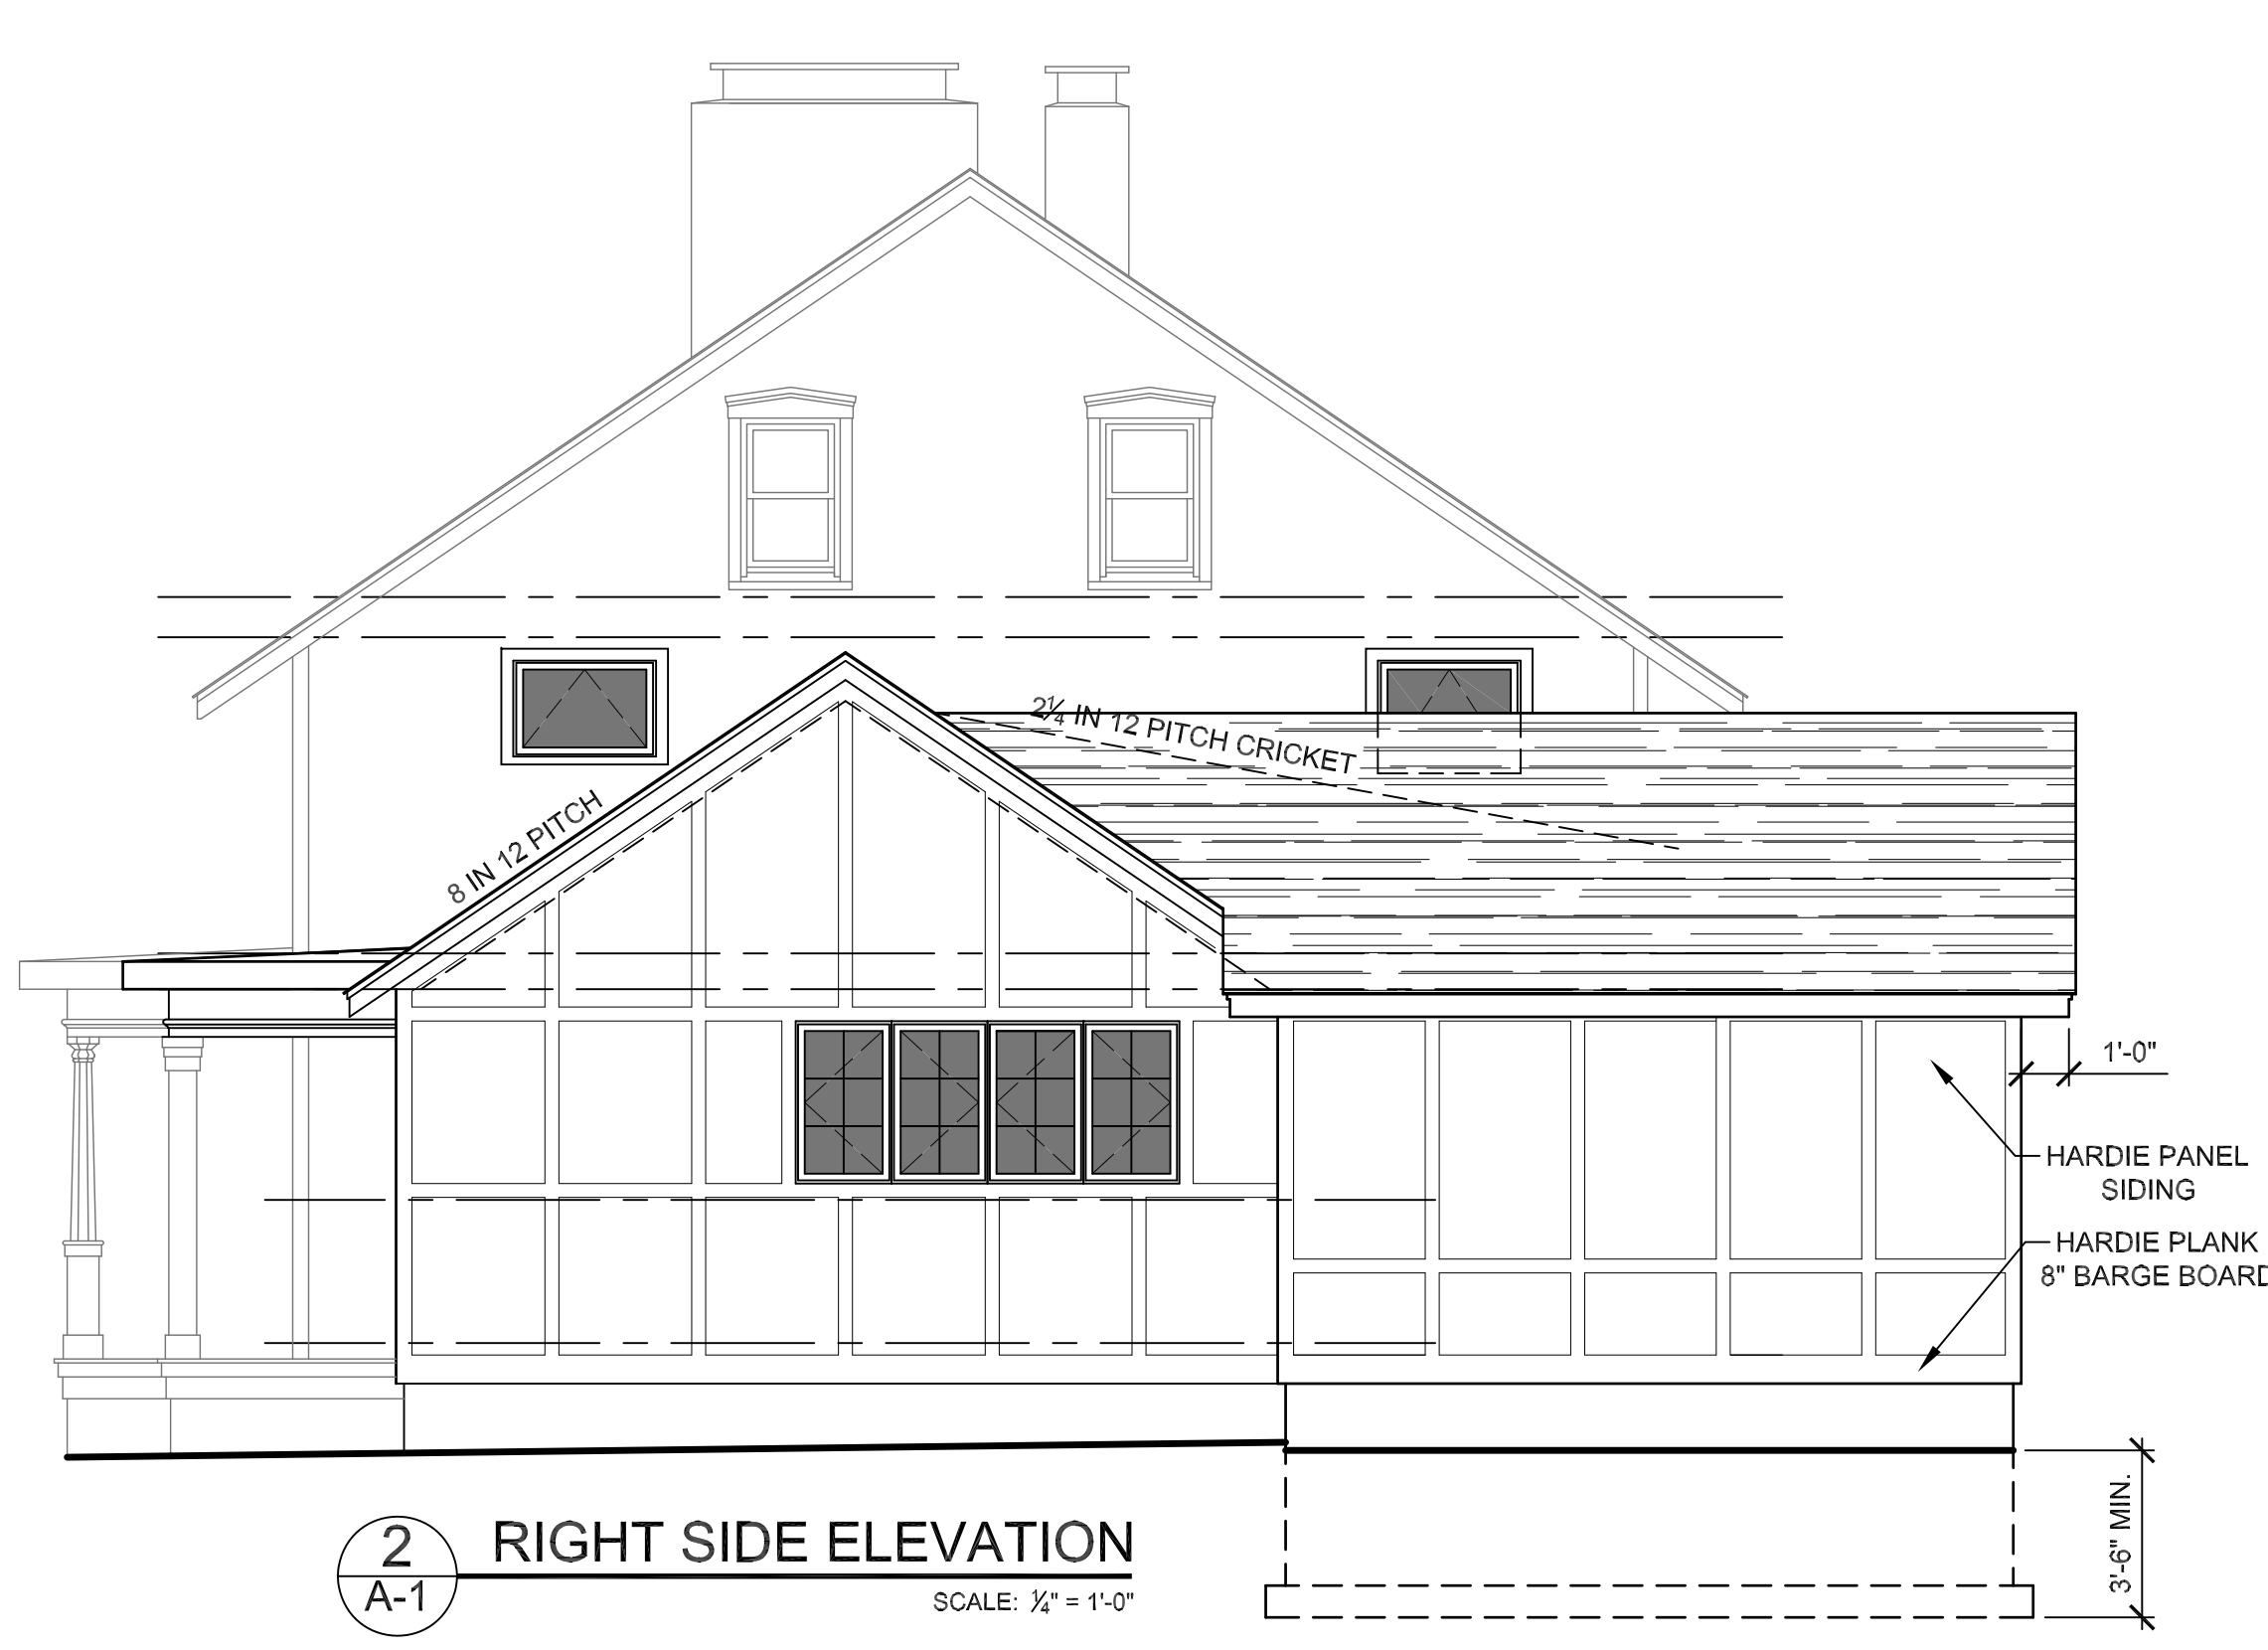 2¼ IN 12 PITCH CRICKET
8 IN 12 PITCH
1'-0"
HARDIE PANEL
SIDING
HARDIE PLANK
8" BARGE BOARD
3'-6" MIN.
2
A-1
RIGHT SIDE ELEVATION
SCALE: ¼" = 1'-0"